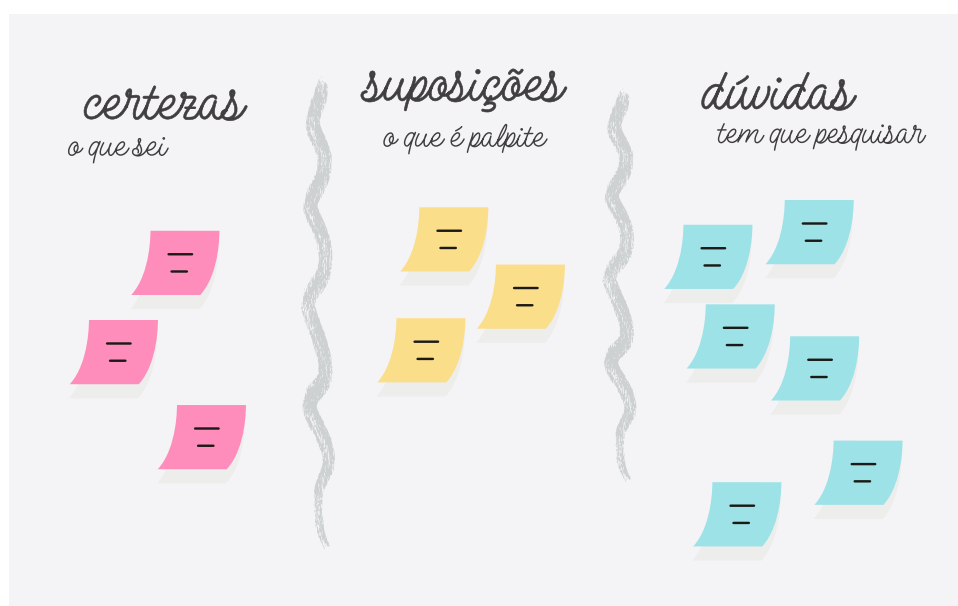 certezas
o que sei
suposições
o que é palpite
dúvidas
tem que pesquisar